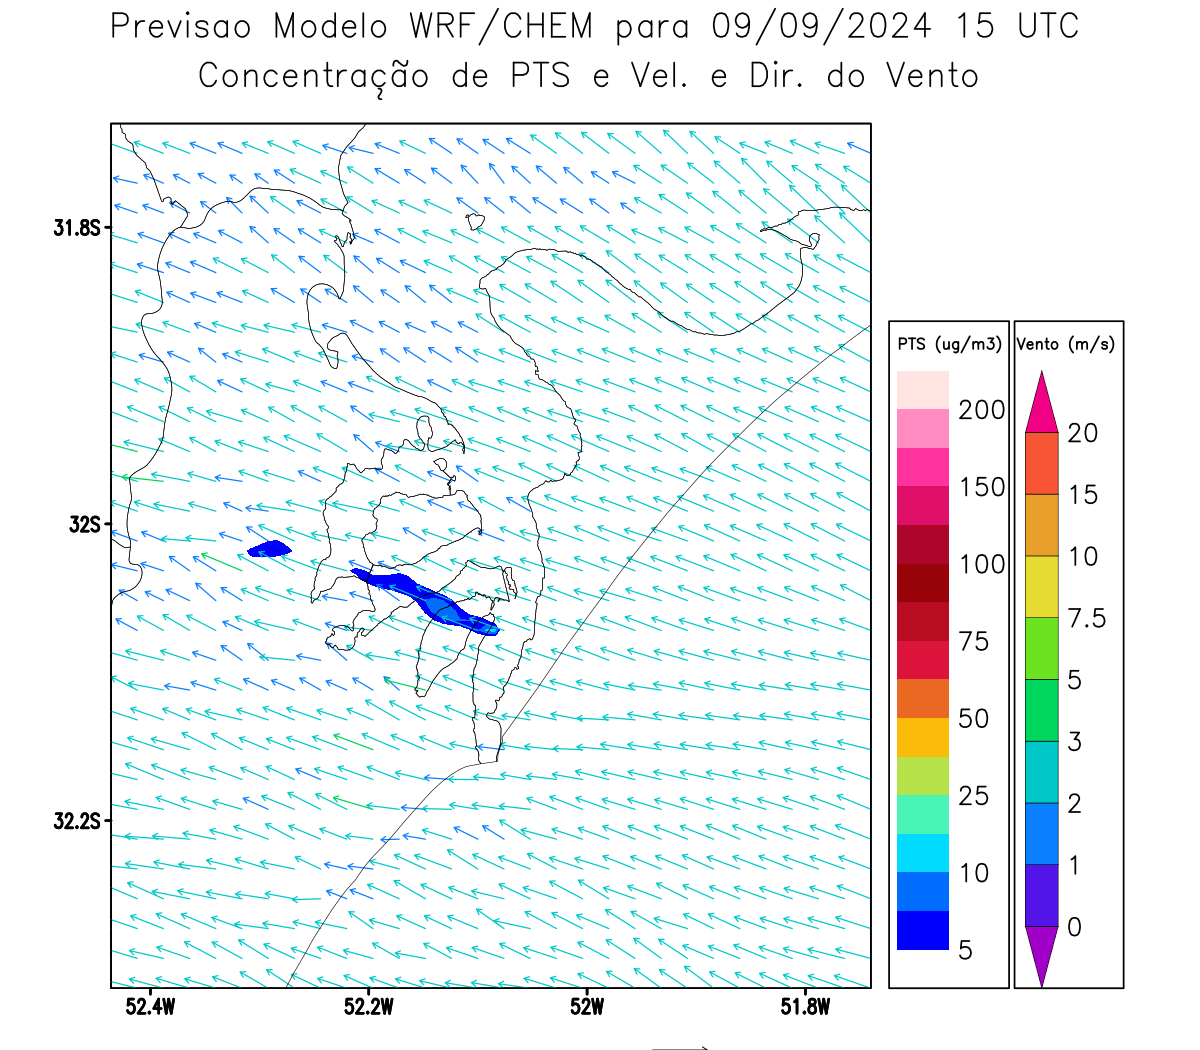 Previsao Modelo WRF/CHEM para 09/09/2024 15 UTC
Concentração de PTS e Vel. e Dir. do Vento
31.8S
32S
32.2S
52.4W 52.2W 52W 51.8W
PTS (ug/m3)
200
150
100
75
50
25
10
5
Vento (m/s)
20
15
10
7.5
5
3
2
1
0